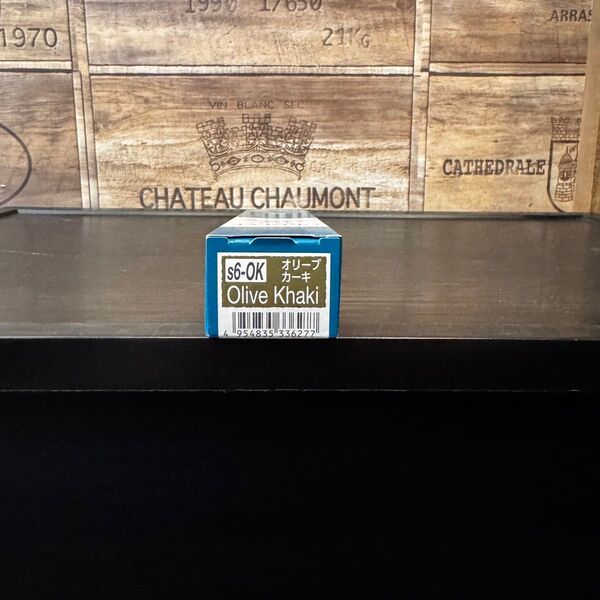 1990 17650
ARRAS
1970
21KG
VIN BLANC SEC
CHATEAU CHAUMONT
CATHEDRALE
s6-OK
オリーブ
カーキ
Olive Khaki
4 954835 336277